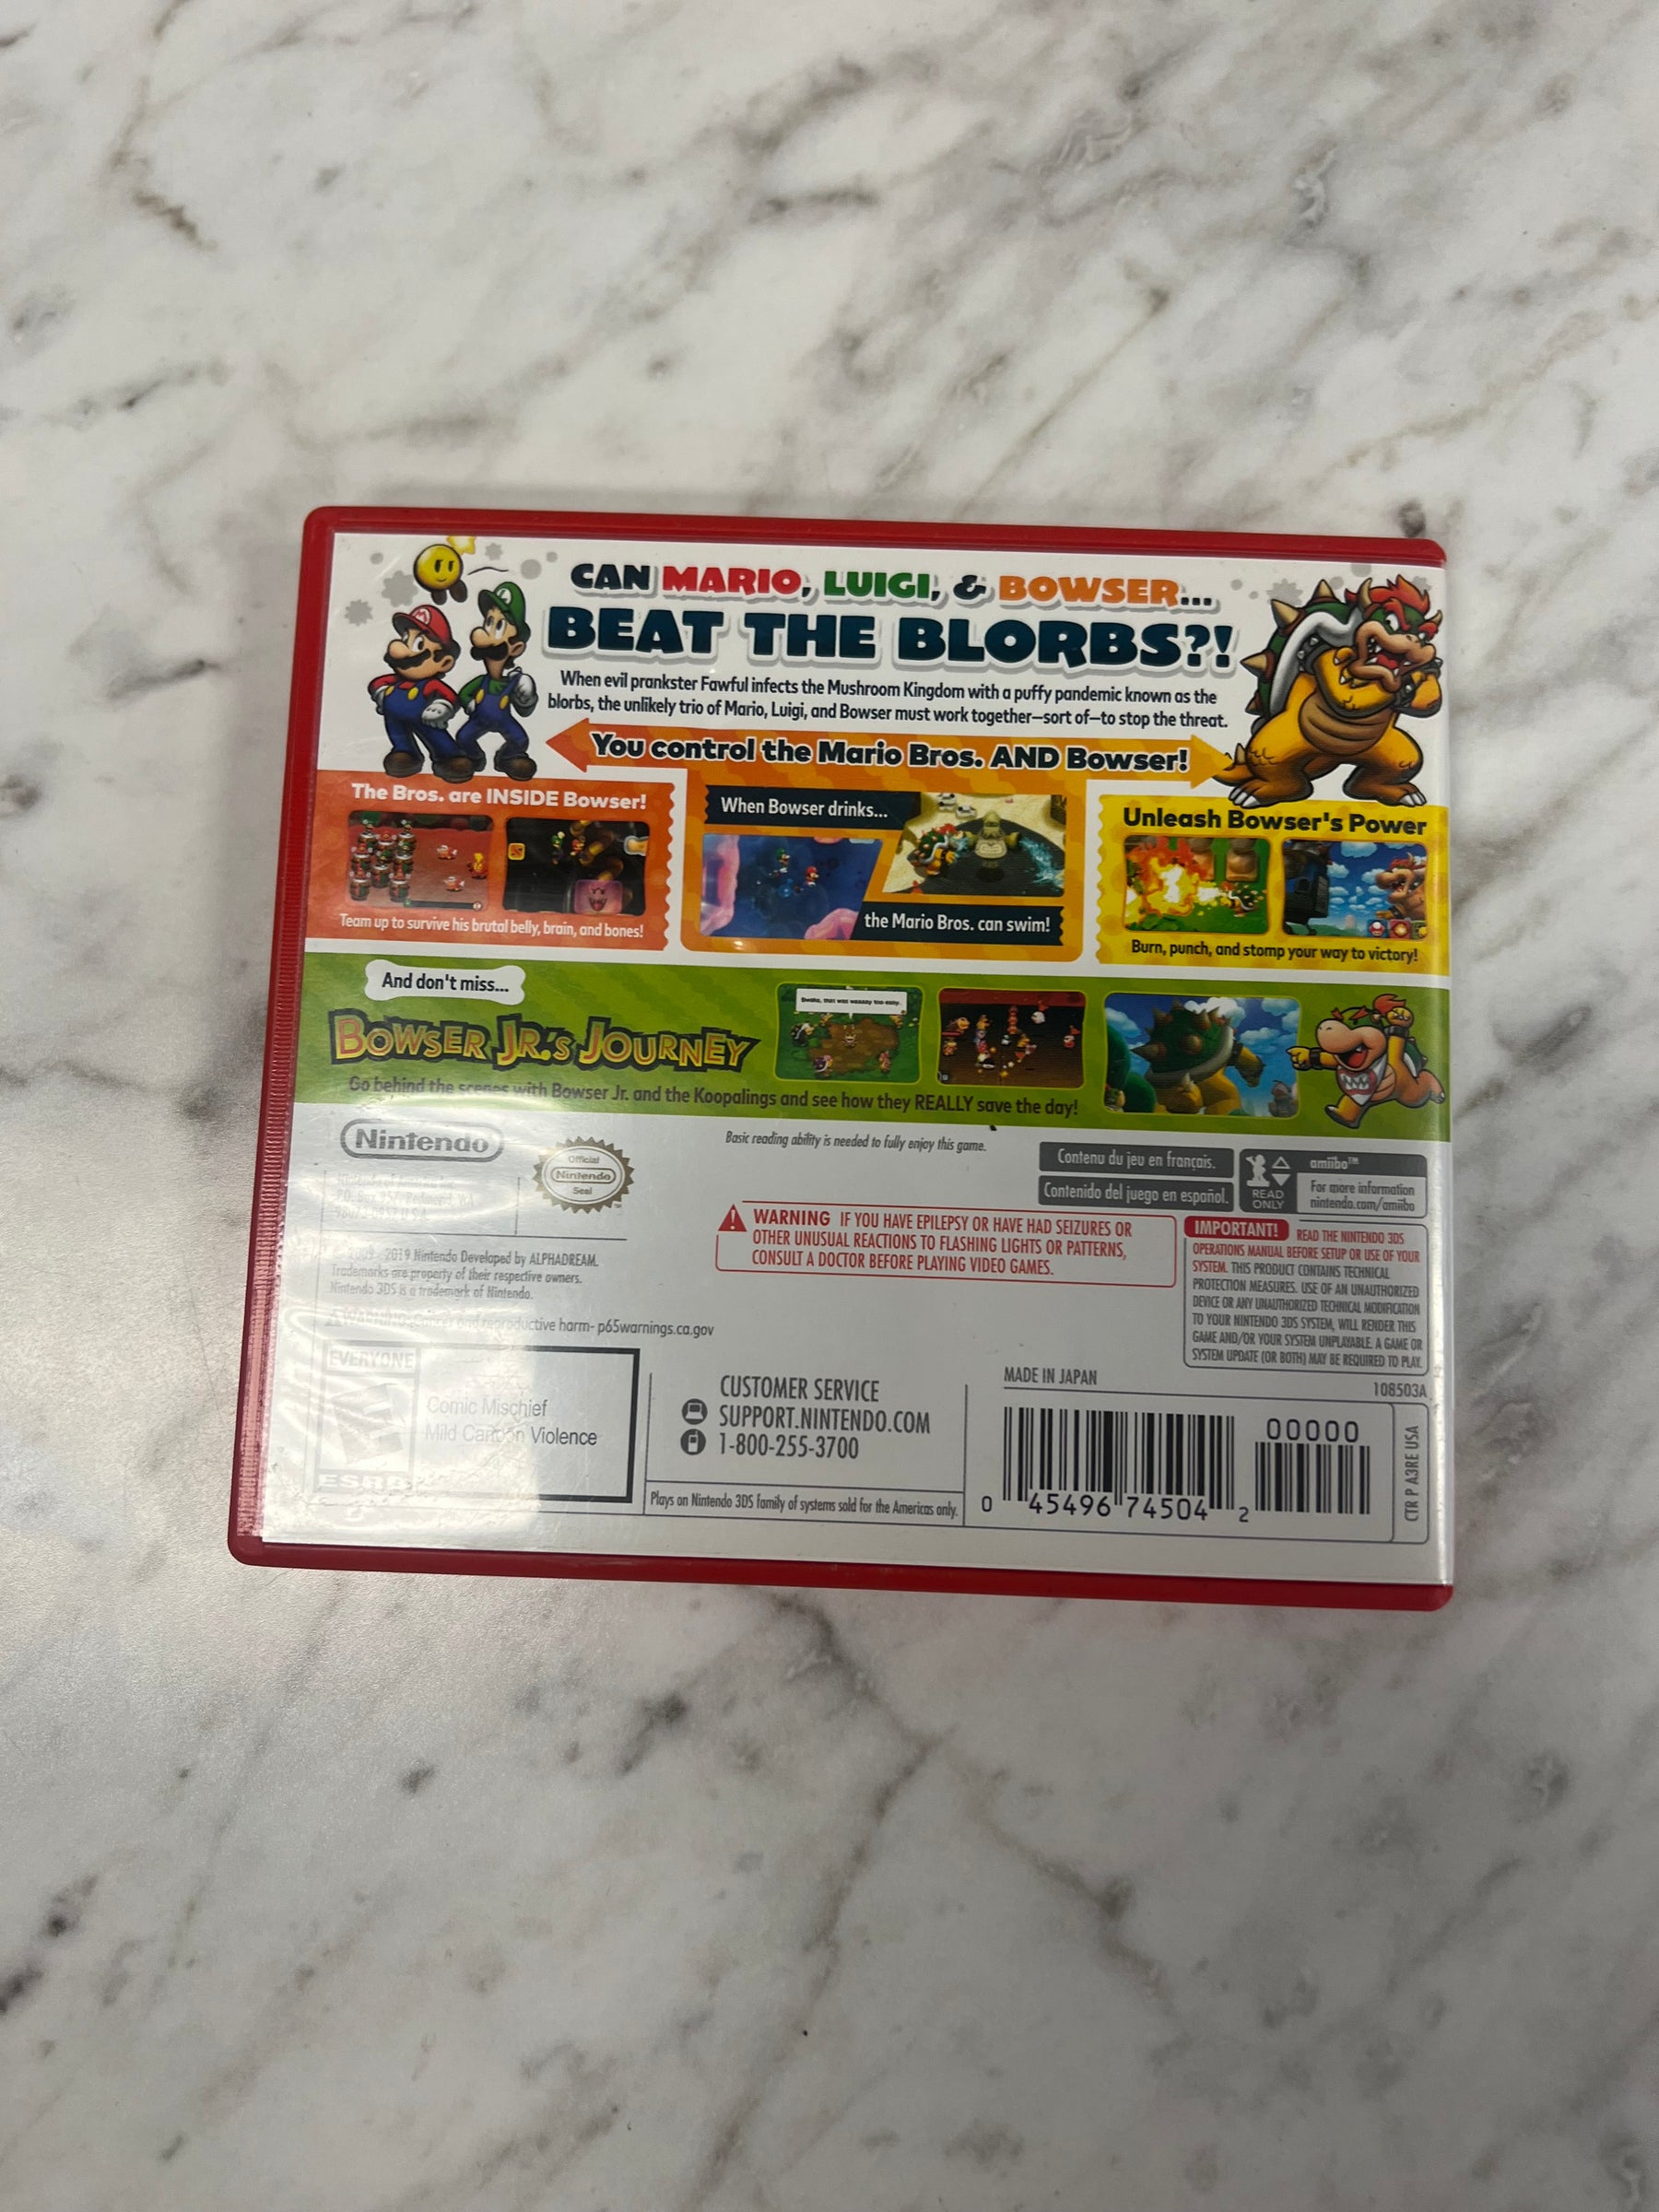 CAN MARIO, LUIGI, & BOWSER...
BEAT THE BLORBS?!
When evil prankster Fawful infects the Mushroom Kingdom with a puffy pandemic known as the
blorbs, the unlikely trio of Mario, Luigi, and Bowser must work together—sort of—to stop the threat.
You control the Mario Bros. AND Bowser!
The Bros. are INSIDE Bowser!
Team up to survive his brutal belly, brain, and bones!
When Bowser drinks...
the Mario Bros. can swim!
Unleash Bowser's Power
Burn, punch, and stomp your way to victory!
And don't miss...
BOWSER JR.'S JOURNEY
Go behind the scenes with Bowser Jr. and the Koopalings and see how they REALLY save the day!
Nintendo
Official
Nintendo
Seal
2019 Nintendo Developed by ALPHADREAM.
Trademarks are property of their respective owners.
Nintendo 3DS is a trademark of Nintendo.
reproductive harm- p65warnings.ca.gov
EVERYONE
ESRB
Comic Mischief
Mild Cartoon Violence
Basic reading ability is needed to fully enjoy this game.
Contenu du jeu en français.
Contenido del juego en español.
READ
ONLY
amiibo™
For more information
nintendo.com/amiibo
WARNING IF YOU HAVE EPILEPSY OR HAVE HAD SEIZURES OR
OTHER UNUSUAL REACTIONS TO FLASHING LIGHTS OR PATTERNS,
CONSULT A DOCTOR BEFORE PLAYING VIDEO GAMES.
IMPORTANT! READ THE NINTENDO 3DS
OPERATIONS MANUAL BEFORE SETUP OR USE OF YOUR
SYSTEM. THIS PRODUCT CONTAINS TECHNICAL
PROTECTION MEASURES. USE OF AN UNAUTHORIZED
DEVICE OR ANY UNAUTHORIZED TECHNICAL MODIFICATION
TO YOUR NINTENDO 3DS SYSTEM, WILL RENDER THIS
GAME AND/OR YOUR SYSTEM UNPLAYABLE. A GAME OR
SYSTEM UPDATE (OR BOTH) MAY BE REQUIRED TO PLAY.
108503A
CUSTOMER SERVICE
SUPPORT.NINTENDO.COM
1-800-255-3700
Plays on Nintendo 3DS family of systems sold for the Americas only.
MADE IN JAPAN
00000
0 45496 74504 2
CTR P A3RE USA